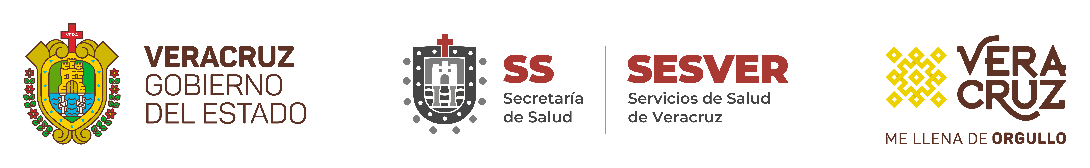 VERA
VERACRUZ
GOBIERNO
DEL ESTADO
SS
Secretaría
de Salud
SESVER
Servicios de Salud
de Veracruz
VERA
CRUZ
ME LLENA DE ORGULLO